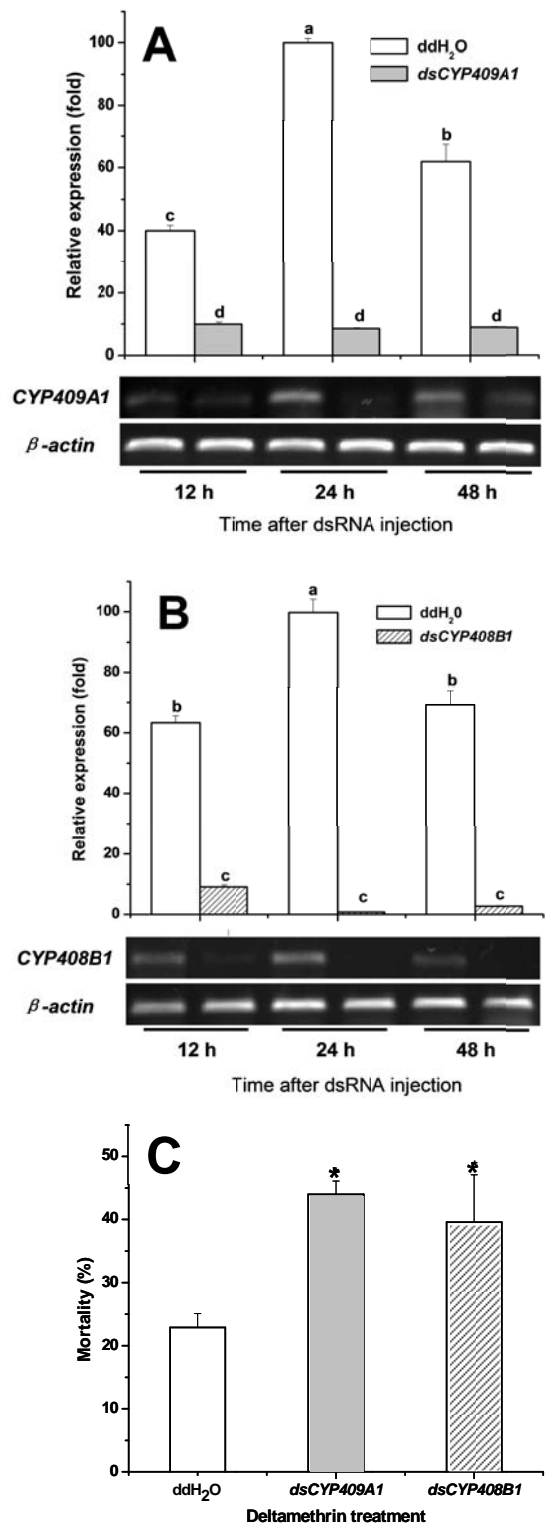 A
ddH2O
dsCYP409A1
Relative expression (fold)
100
80
60
40
20
0
c
d
a
d
b
d
CYP409A1
β-actin
12 h 24 h 48 h
Time after dsRNA injection
B
ddH20
dsCYP408B1
Relative expression (fold)
100
80
60
40
20
0
b
c
a
c
b
c
CYP408B1
β-actin
12 h 24 h 48 h
Time after dsRNA injection
C
Mortality (%)
50
40
30
20
10
0
*
*
ddH2O dsCYP409A1 dsCYP408B1
Deltamethrin treatment